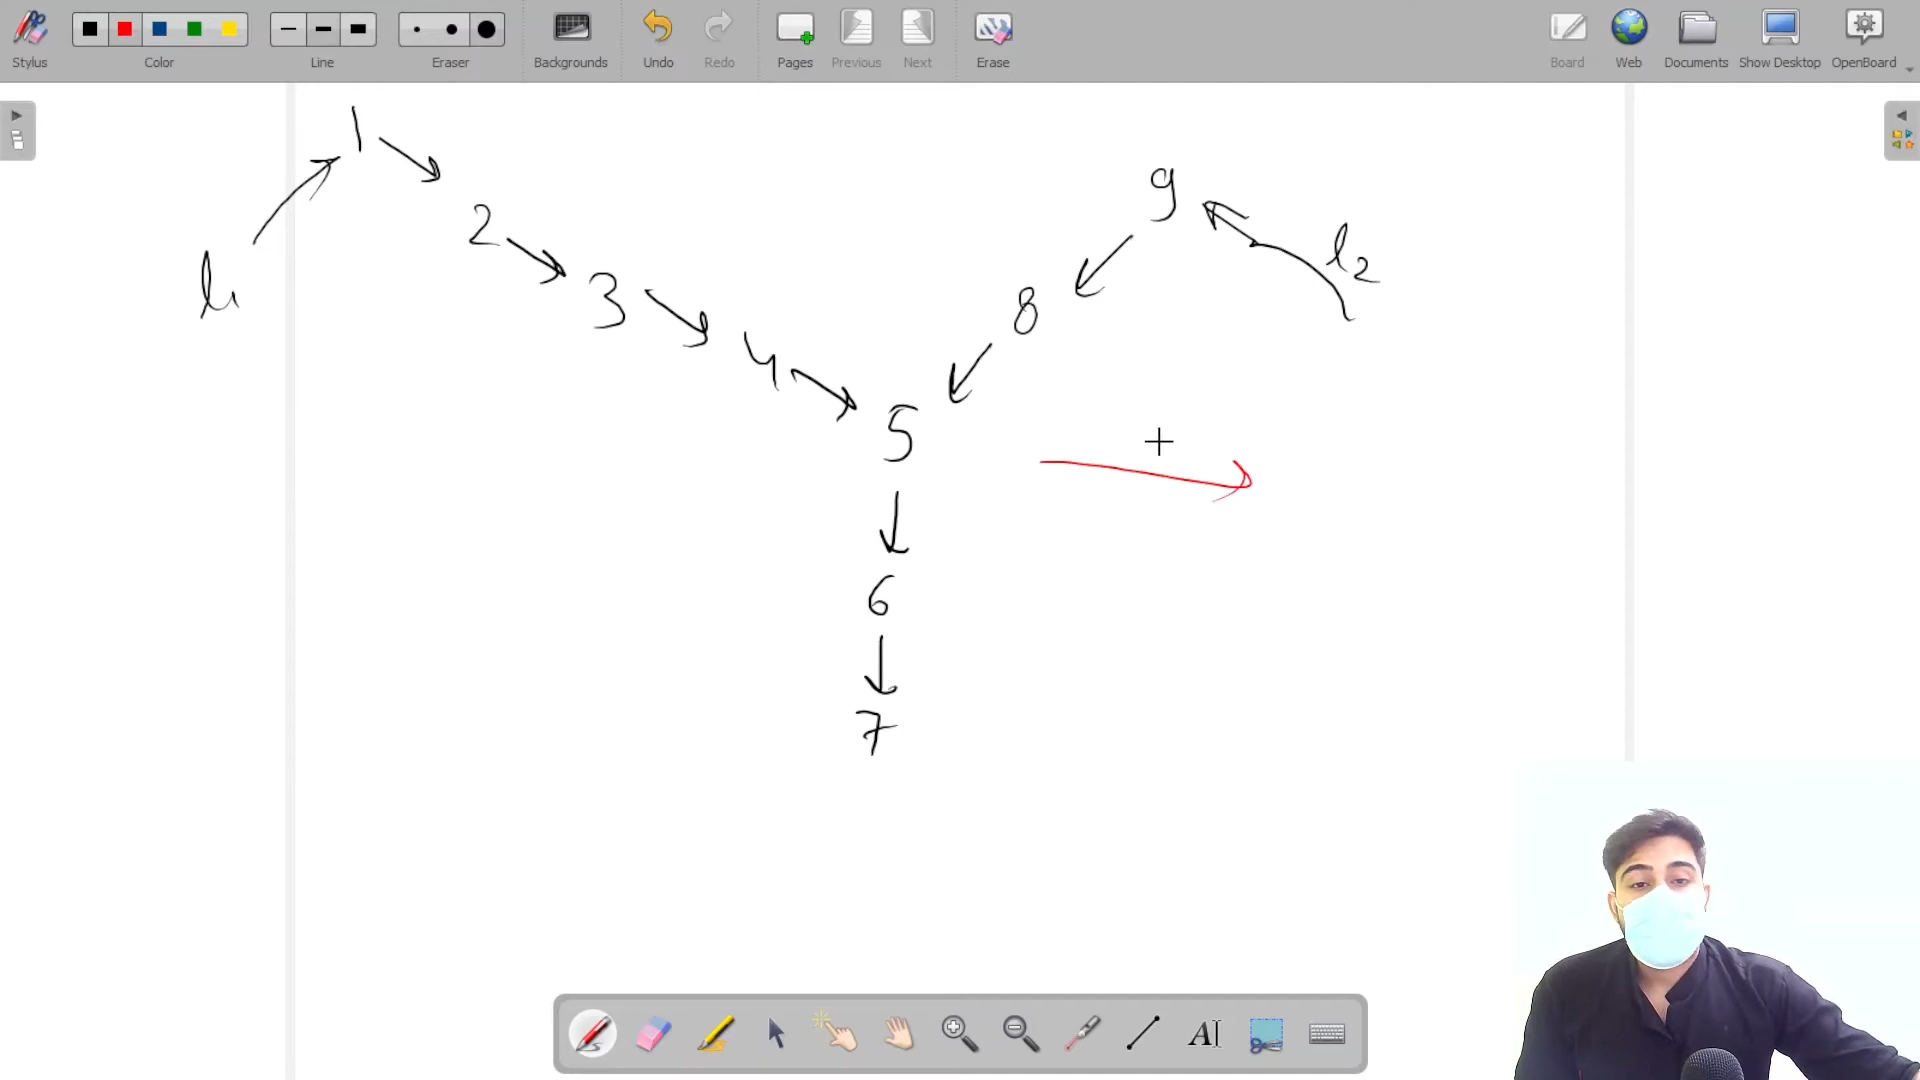 Stylus
Color
Line
Eraser
Backgrounds
Undo
Redo
Pages
Previous
Next
Erase
Board
Web
Documents
Show Desktop
OpenBoard
1
2
3
4
5
6
7
8
9
l1
l2